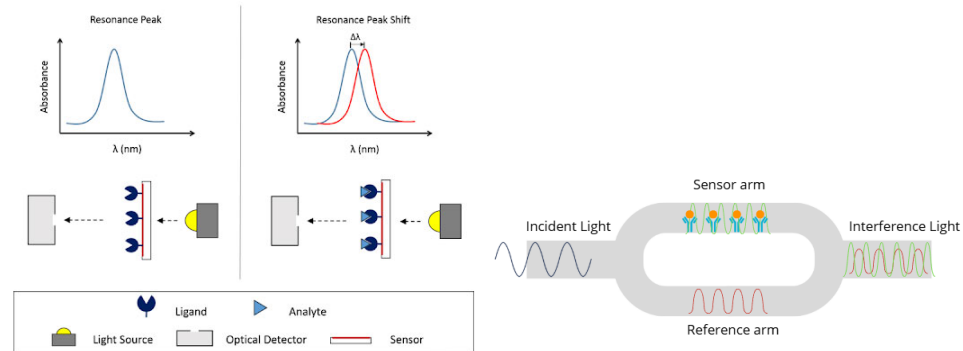 Resonance Peak
Absorbance
λ (nm)
Resonance Peak Shift
Δλ
Absorbance
λ (nm)
Ligand
Analyte
Light Source
Optical Detector
Sensor
Sensor arm
Incident Light
Interference Light
Reference arm